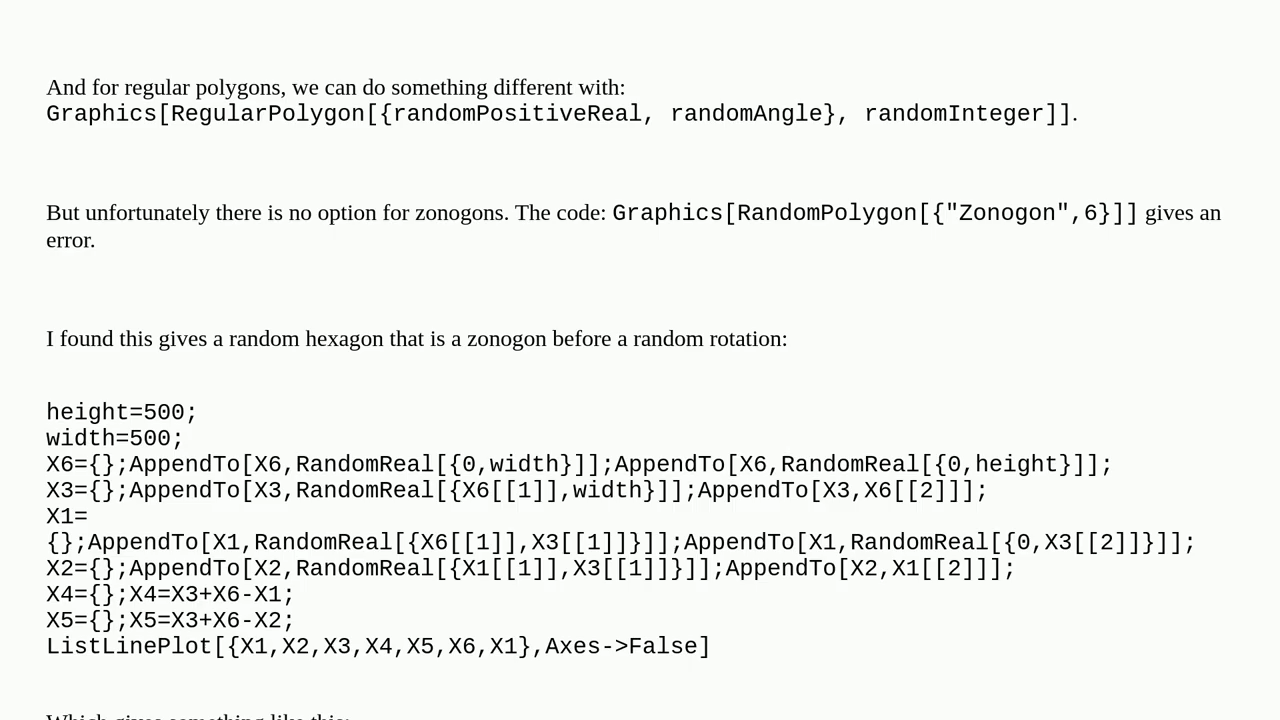 And for regular polygons, we can do something different with:
Graphics[RegularPolygon[{randomPositiveReal, randomAngle}, randomInteger]].
But unfortunately there is no option for zonogons. The code: Graphics[RandomPolygon[{"Zonogon",6}]] gives an
error.
I found this gives a random hexagon that is a zonogon before a random rotation:
height=500;
width=500;
X6={};AppendTo[X6,RandomReal[{0,width}]];AppendTo[X6,RandomReal[{0,height}]];
X3={};AppendTo[X3,RandomReal[{X6[[1]],width}]];AppendTo[X3,X6[[2]]];
X1=
{};AppendTo[X1,RandomReal[{X6[[1]],X3[[1]]}]];AppendTo[X1,RandomReal[{0,X3[[2]]}]];
X2={};AppendTo[X2,RandomReal[{X1[[1]],X3[[1]]}]];AppendTo[X2,X1[[2]]];
X4={};X4=X3+X6-X1;
X5={};X5=X3+X6-X2;
ListLinePlot[{X1,X2,X3,X4,X5,X6,X1},Axes->False]
Which gives something like this: